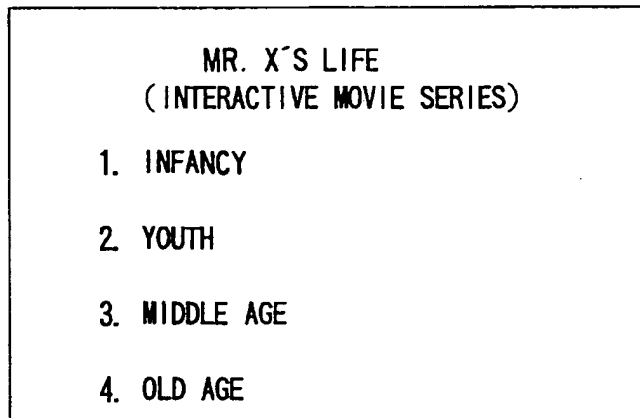 MR. X´S LIFE
(INTERACTIVE MOVIE SERIES)
1. INFANCY
2. YOUTH
3. MIDDLE AGE
4. OLD AGE